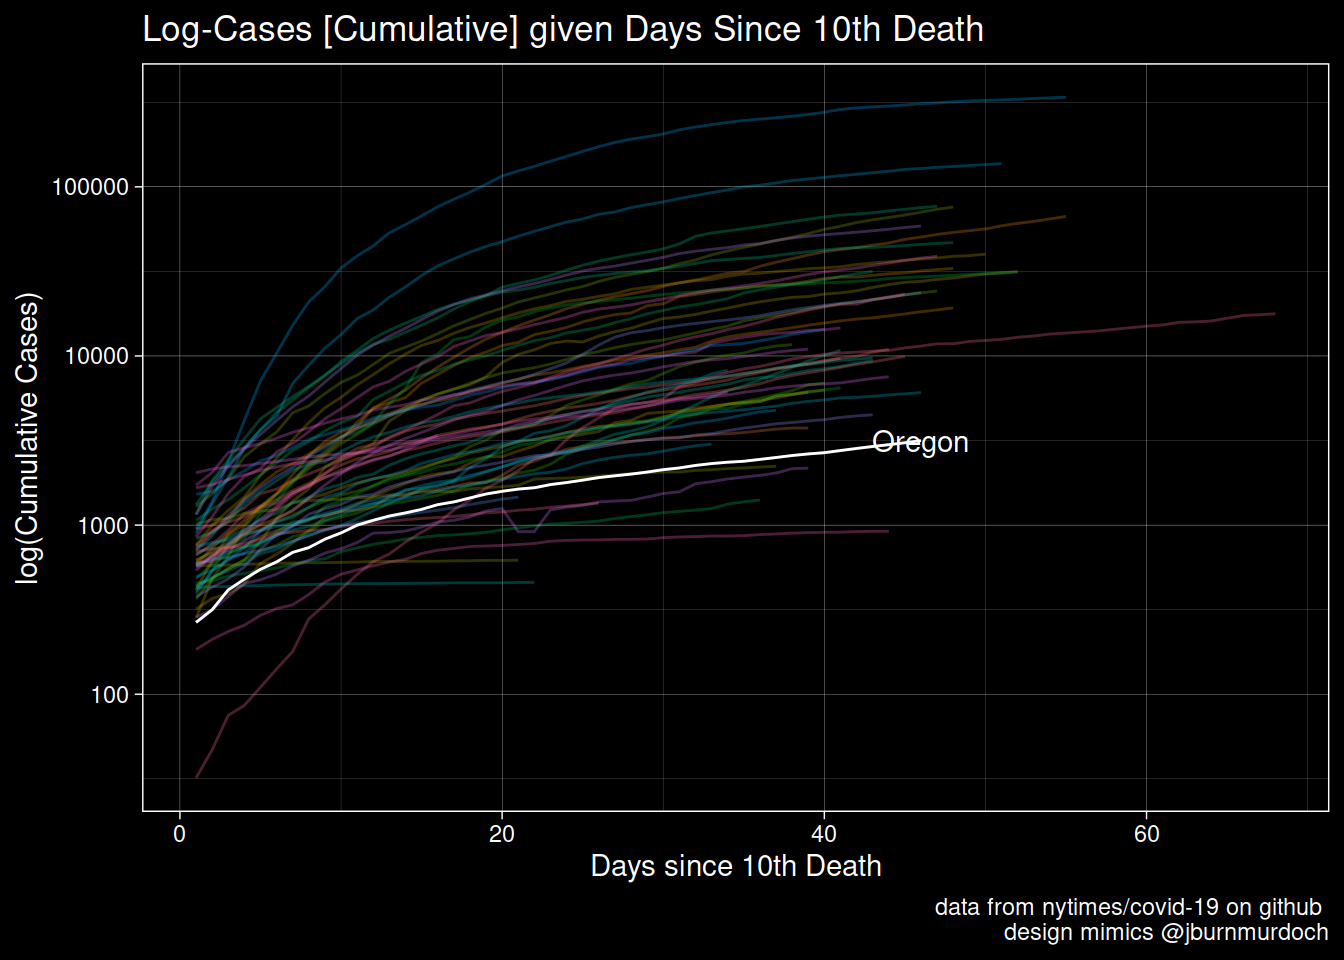 Log-Cases [Cumulative] given Days Since 10th Death
log(Cumulative Cases)
100000
10000
1000
100
Oregon
0 20 40 60
Days since 10th Death
data from nytimes/covid-19 on github
design mimics @jburnmurdoch